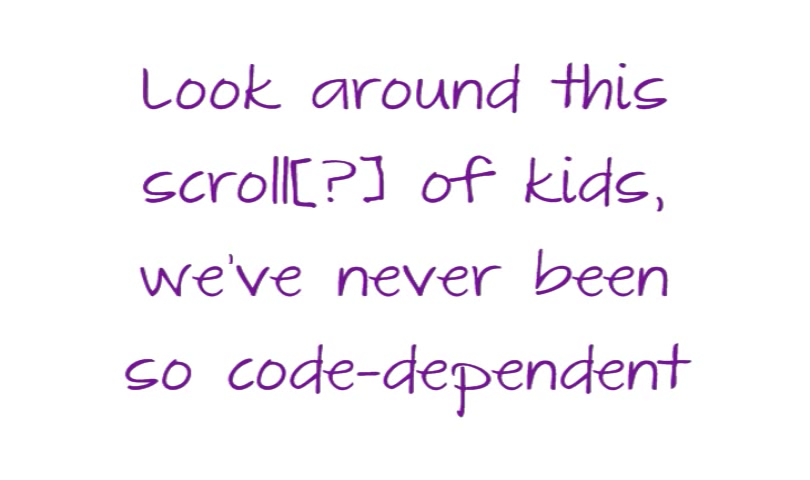 Look around this
scroll[?] of kids,
we've never been
so code-dependent